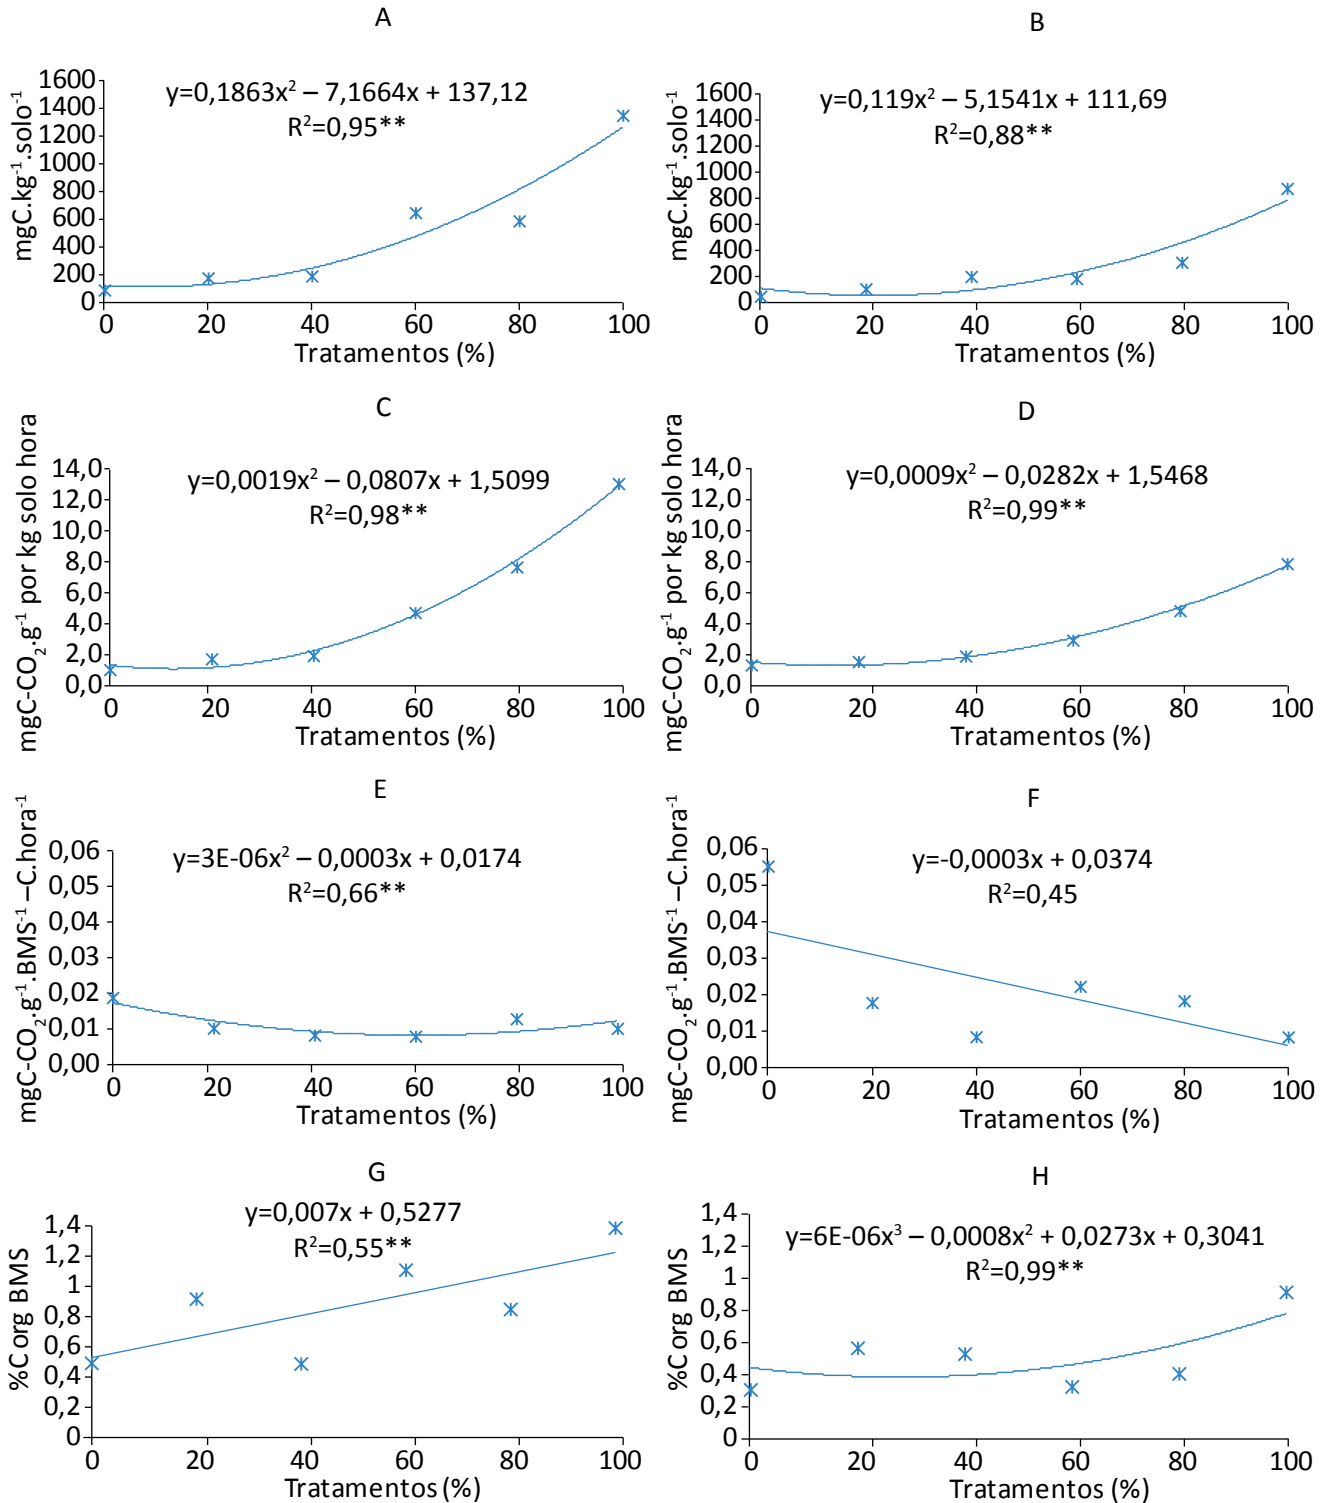 A
mgC.kg⁻¹.solo⁻¹
1600
1400
1200
1000
800
600
400
200
0
y=0,1863x² – 7,1664x + 137,12
R²=0,95**
0 20 40 60 80 100
Tratamentos (%)
B
mgC.kg⁻¹.solo⁻¹
1600
1400
1200
1000
800
600
400
200
0
y=0,119x² – 5,1541x + 111,69
R²=0,88**
0 20 40 60 80 100
Tratamentos (%)
C
mgC-CO₂.g⁻¹ por kg solo hora
14,0
12,0
10,0
8,0
6,0
4,0
2,0
0,0
y=0,0019x² – 0,0807x + 1,5099
R²=0,98**
0 20 40 60 80 100
Tratamentos (%)
D
mgC-CO₂.g⁻¹ por kg solo hora
14,0
12,0
10,0
8,0
6,0
4,0
2,0
0,0
y=0,0009x² – 0,0282x + 1,5468
R²=0,99**
0 20 40 60 80 100
Tratamentos (%)
E
mgC-CO₂.g⁻¹.BMS⁻¹ –C.hora⁻¹
0,06
0,05
0,04
0,03
0,02
0,01
0,00
y=3E-06x² – 0,0003x + 0,0174
R²=0,66**
0 20 40 60 80 100
Tratamentos (%)
F
mgC-CO₂.g⁻¹.BMS⁻¹ –C.hora⁻¹
0,06
0,05
0,04
0,03
0,02
0,01
0,00
y=-0,0003x + 0,0374
R²=0,45
0 20 40 60 80 100
Tratamentos (%)
G
%C org BMS
1,4
1,2
1
0,8
0,6
0,4
0,2
0
y=0,007x + 0,5277
R²=0,55**
0 20 40 60 80 100
Tratamentos (%)
H
%C org BMS
1,4
1,2
1
0,8
0,6
0,4
0,2
0
y=6E-06x³ – 0,0008x² + 0,0273x + 0,3041
R²=0,99**
0 20 40 60 80 100
Tratamentos (%)